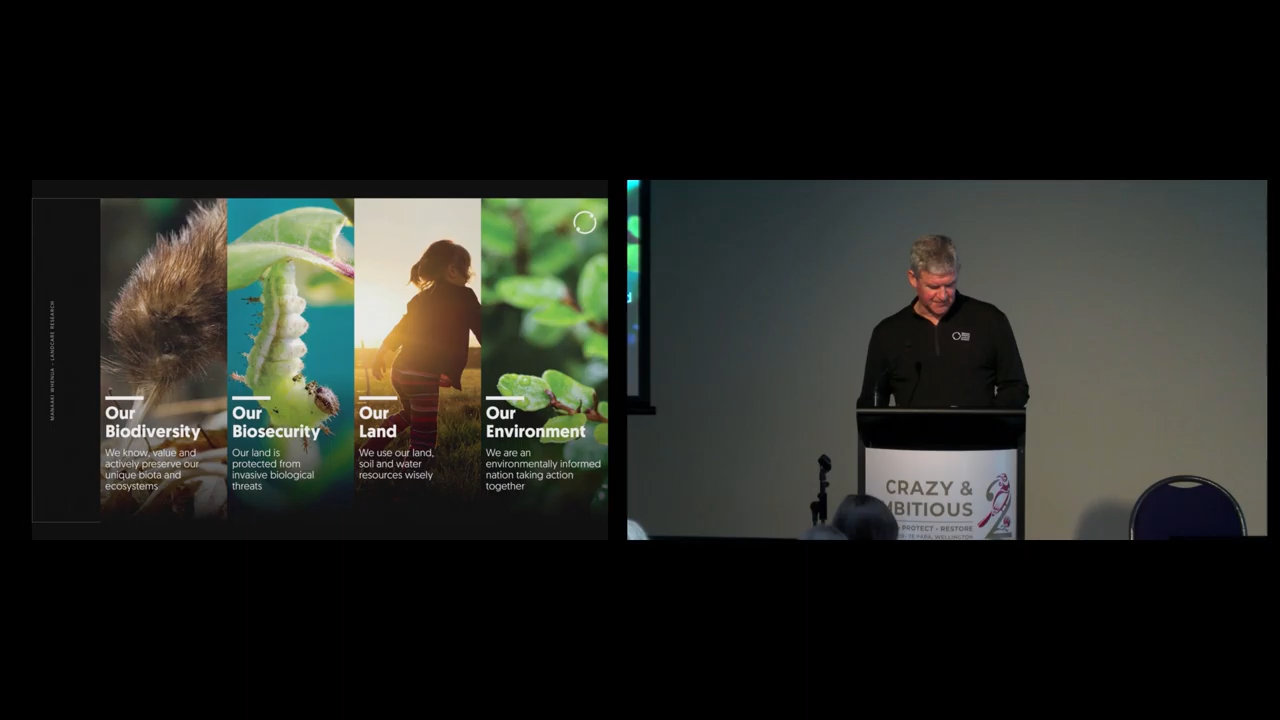 MANAAKI WHENUA – LANDCARE RESEARCH
Our
Biodiversity
We know, value and
actively preserve our
unique biota and
ecosystems
Our
Biosecurity
Our land is
protected from
invasive biological
threats
Our
Land
We use our land,
soil and water
resources wisely
Our
Environment
We are an
environmentally informed
nation taking action
together
CRAZY &
MBITIOUS
2
PROTECT • RESTORE
WELLINGTON